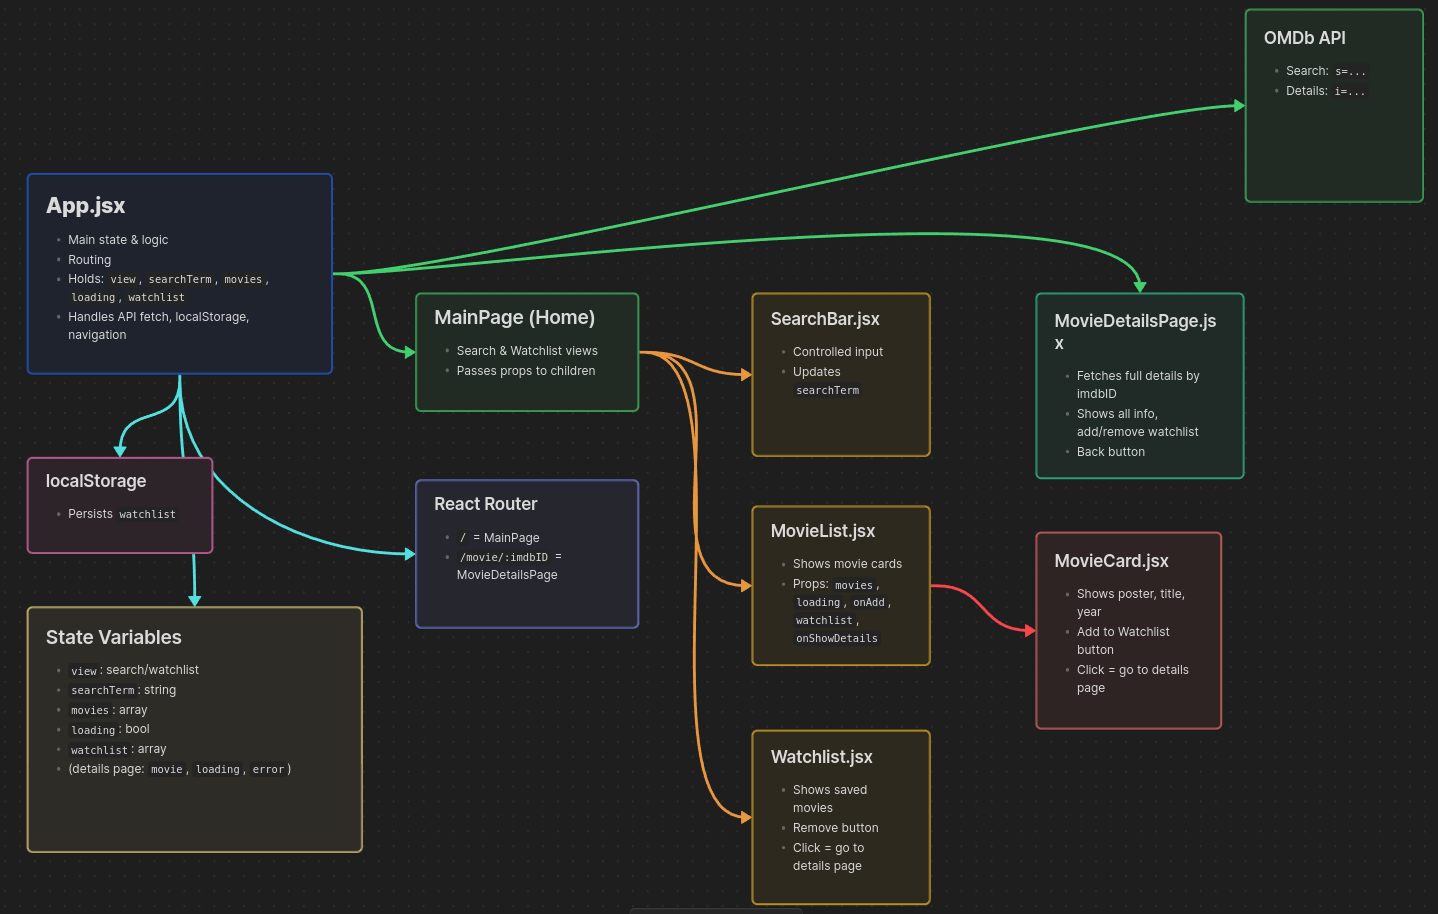 OMDb API
Search: s=...
Details: i=...
App.jsx
Main state & logic
Routing
Holds: view, searchTerm, movies,
loading, watchlist
Handles API fetch, localStorage,
navigation
MainPage (Home)
Search & Watchlist views
Passes props to children
SearchBar.jsx
Controlled input
Updates
searchTerm
MovieDetailsPage.js
x
Fetches full details by
imdbID
Shows all info,
add/remove watchlist
Back button
localStorage
Persists watchlist
React Router
/ = MainPage
/movie/:imdbID =
MovieDetailsPage
MovieList.jsx
Shows movie cards
Props: movies,
loading, onAdd,
watchlist,
onShowDetails
MovieCard.jsx
Shows poster, title,
year
Add to Watchlist
button
Click = go to details
page
State Variables
view: search/watchlist
searchTerm: string
movies: array
loading: bool
watchlist: array
(details page: movie, loading, error)
Watchlist.jsx
Shows saved
movies
Remove button
Click = go to
details page